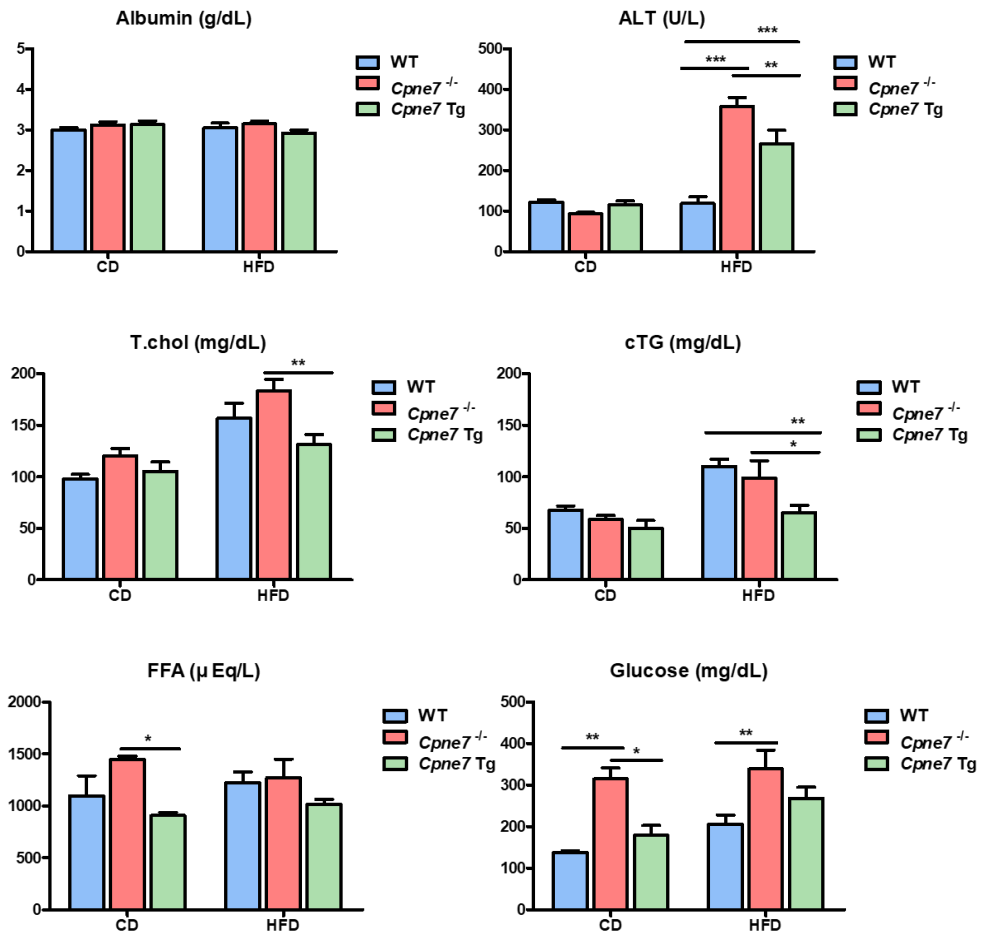 Albumin (g/dL)
5
4
3
2
1
0
CD
HFD
WT
Cpne7 -/-
Cpne7 Tg
ALT (U/L)
500
400
300
200
100
0
***
***
**
CD
HFD
WT
Cpne7 -/-
Cpne7 Tg
T.chol (mg/dL)
200
150
100
50
0
**
CD
HFD
WT
Cpne7 -/-
Cpne7 Tg
cTG (mg/dL)
200
150
100
50
0
**
*
CD
HFD
WT
Cpne7 -/-
Cpne7 Tg
FFA (μ Eq/L)
2000
1500
1000
500
0
*
CD
HFD
WT
Cpne7 -/-
Cpne7 Tg
Glucose (mg/dL)
500
400
300
200
100
0
**
*
**
CD
HFD
WT
Cpne7 -/-
Cpne7 Tg